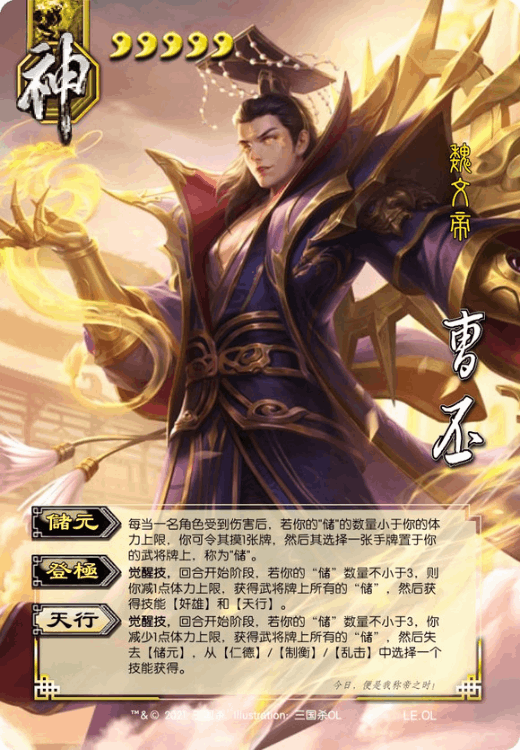 神
魏文帝
曹丕
儲元
每当一名角色受到伤害后，若你的“储”的数量小于你的体
力上限，你可令其摸1张牌，然后其选择一张手牌置于你
的武将牌上，称为“储”。
登極
觉醒技，回合开始阶段，若你的“储”数量不小于3，则
你减1点体力上限，获得武将牌上所有的“储”，然后获
得技能【奸雄】和【天行】。
天行
觉醒技，回合开始阶段，若你的“储”数量不小于3，你
减少1点体力上限，获得武将牌上所有的“储”，然后失
去【储元】，从【仁德】/【制衡】/【乱击】中选择一个
技能获得。
今日，便是我称帝之时！
™&© 2021 三国杀 Illustration: 三国杀OL LE.OL